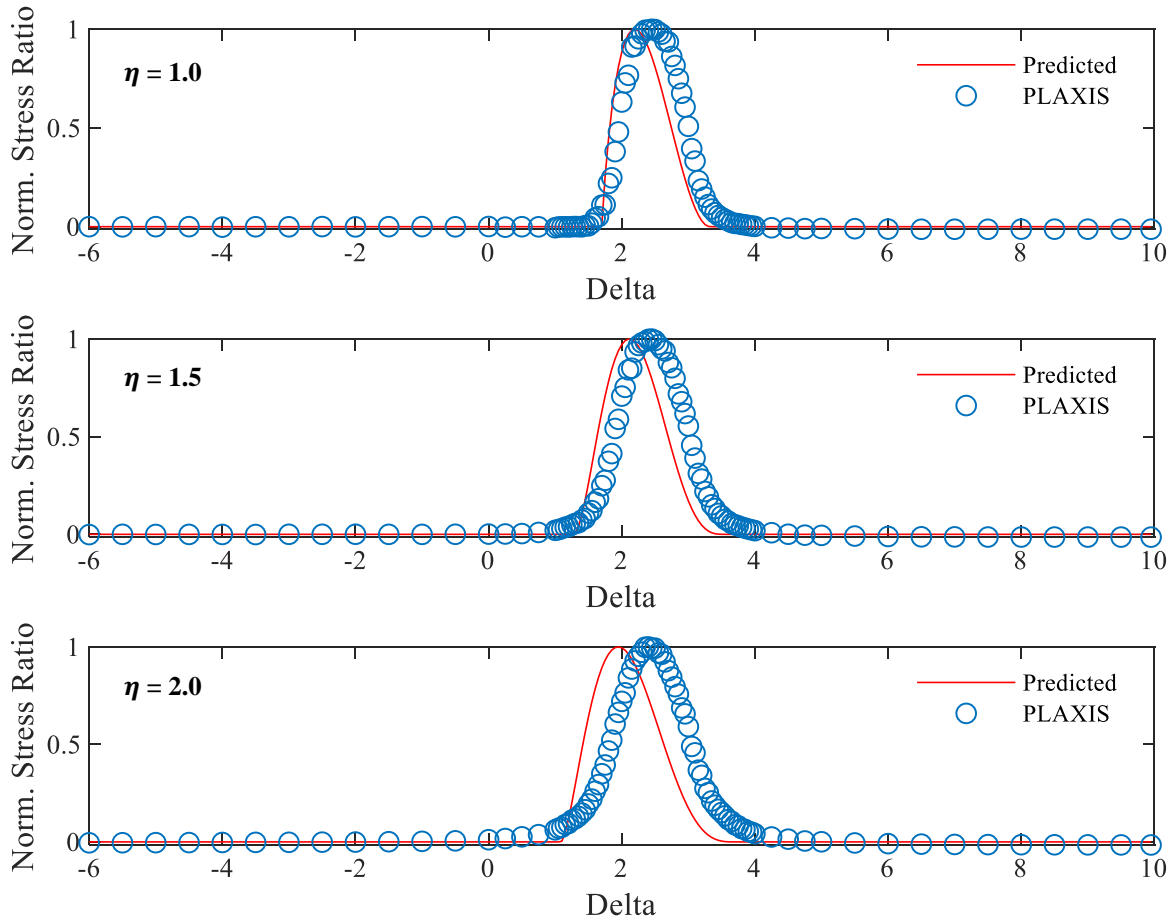 1
η = 1.0
Predicted
PLAXIS
0.5
0
Norm. Stress Ratio
-6 -4 -2 0 2 4 6 8 10
Delta
1
η = 1.5
Predicted
PLAXIS
0.5
0
Norm. Stress Ratio
-6 -4 -2 0 2 4 6 8 10
Delta
1
η = 2.0
Predicted
PLAXIS
0.5
0
Norm. Stress Ratio
-6 -4 -2 0 2 4 6 8 10
Delta